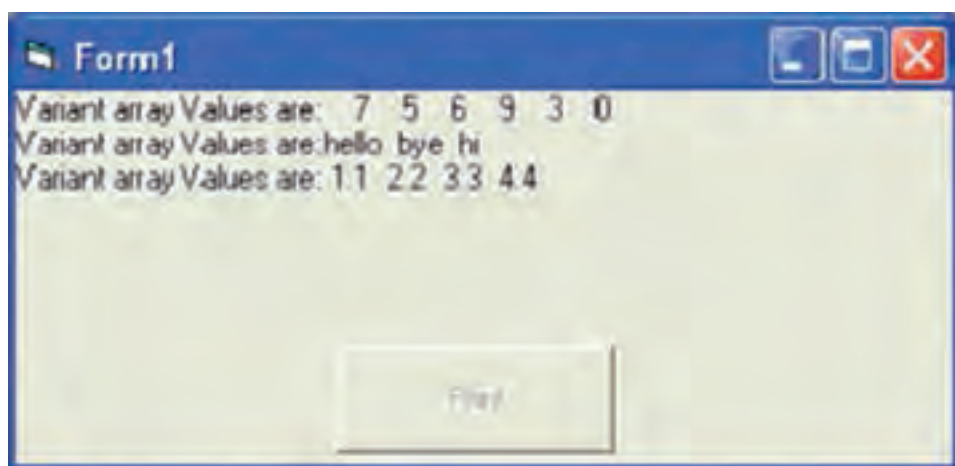 Form1
Variant array Values are: 7 5 6 9 3 0
Variant array Values are:hello bye hi
Variant array Values are: 1.1 2.2 3.3 4.4
Print